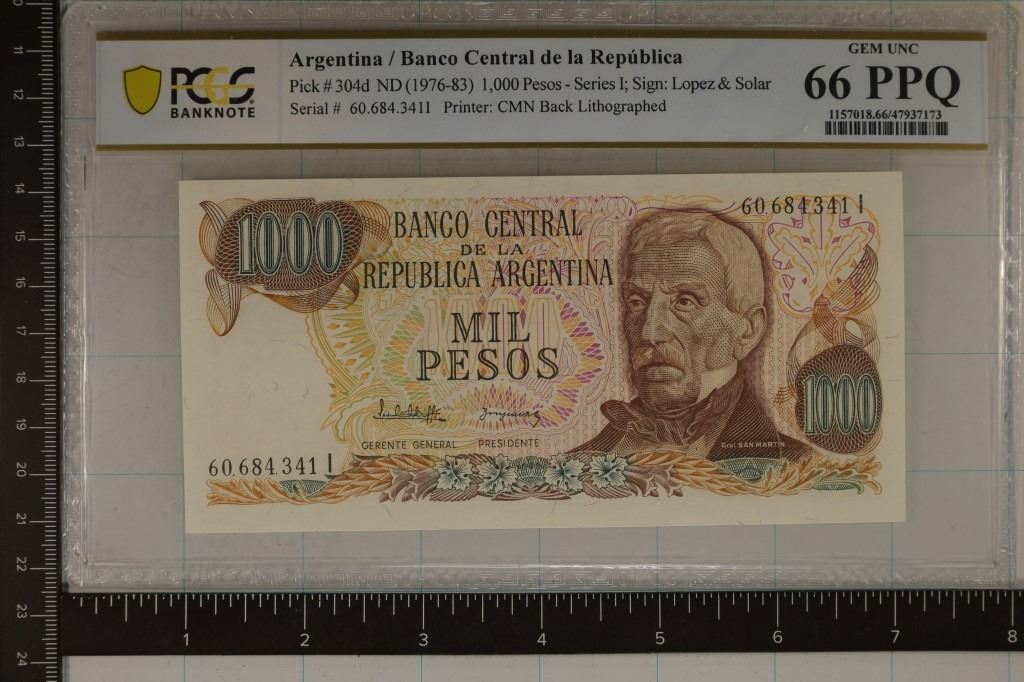 PCGS
BANKNOTE
Argentina / Banco Central de la República
Pick # 304d ND (1976-83) 1,000 Pesos - Series I; Sign: Lopez & Solar
Serial # 60.684.341I Printer: CMN Back Lithographed
GEM UNC
66 PPQ
1157018.66/47937173
1000
BANCO CENTRAL
DE LA
REPUBLICA ARGENTINA
MIL
PESOS
60.684.341 I
GERENTE GENERAL PRESIDENTE
60.684.341 I
Gral. SAN MARTIN
1000
11
12
13
14
15
16
17
18
19
20
21
22
23
24
1 2 3 4 5 6 7 8